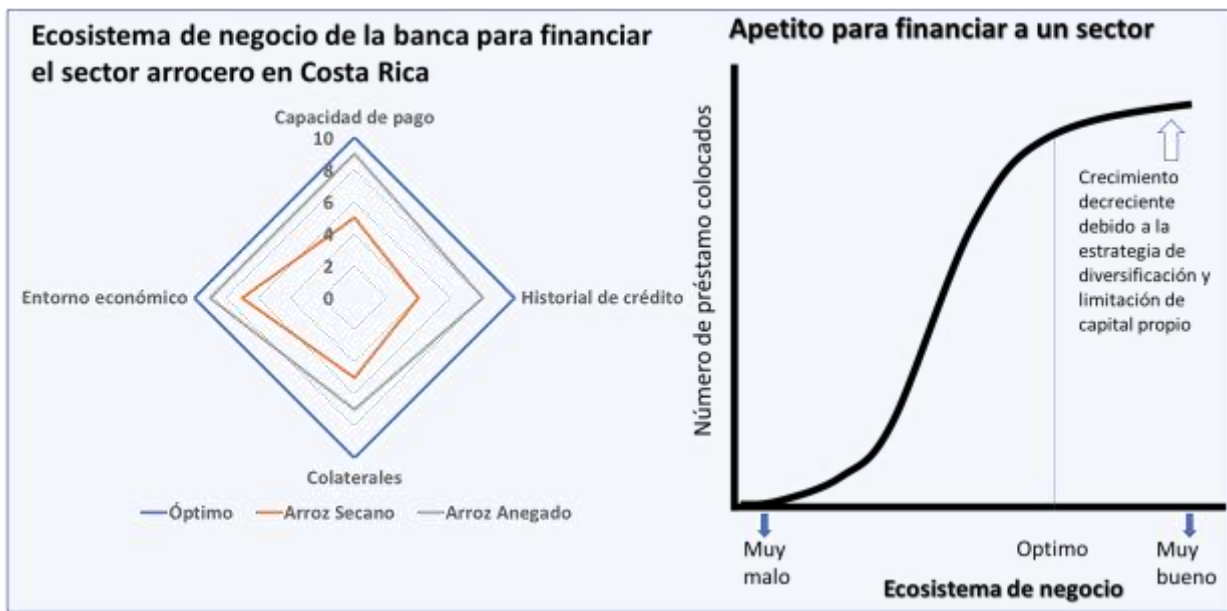 Ecosistema de negocio de la banca para financiar
el sector arrocero en Costa Rica
Capacidad de pago
10
8
6
4
2
0
Entorno económico
Historial de crédito
Colaterales
Óptimo
Arroz Secano
Arroz Anegado
Apetito para financiar a un sector
Número de préstamo colocados
Crecimiento
decreciente
debido a la
estrategia de
diversificación y
limitación de
capital propio
Muy
malo
Optimo
Muy
bueno
Ecosistema de negocio